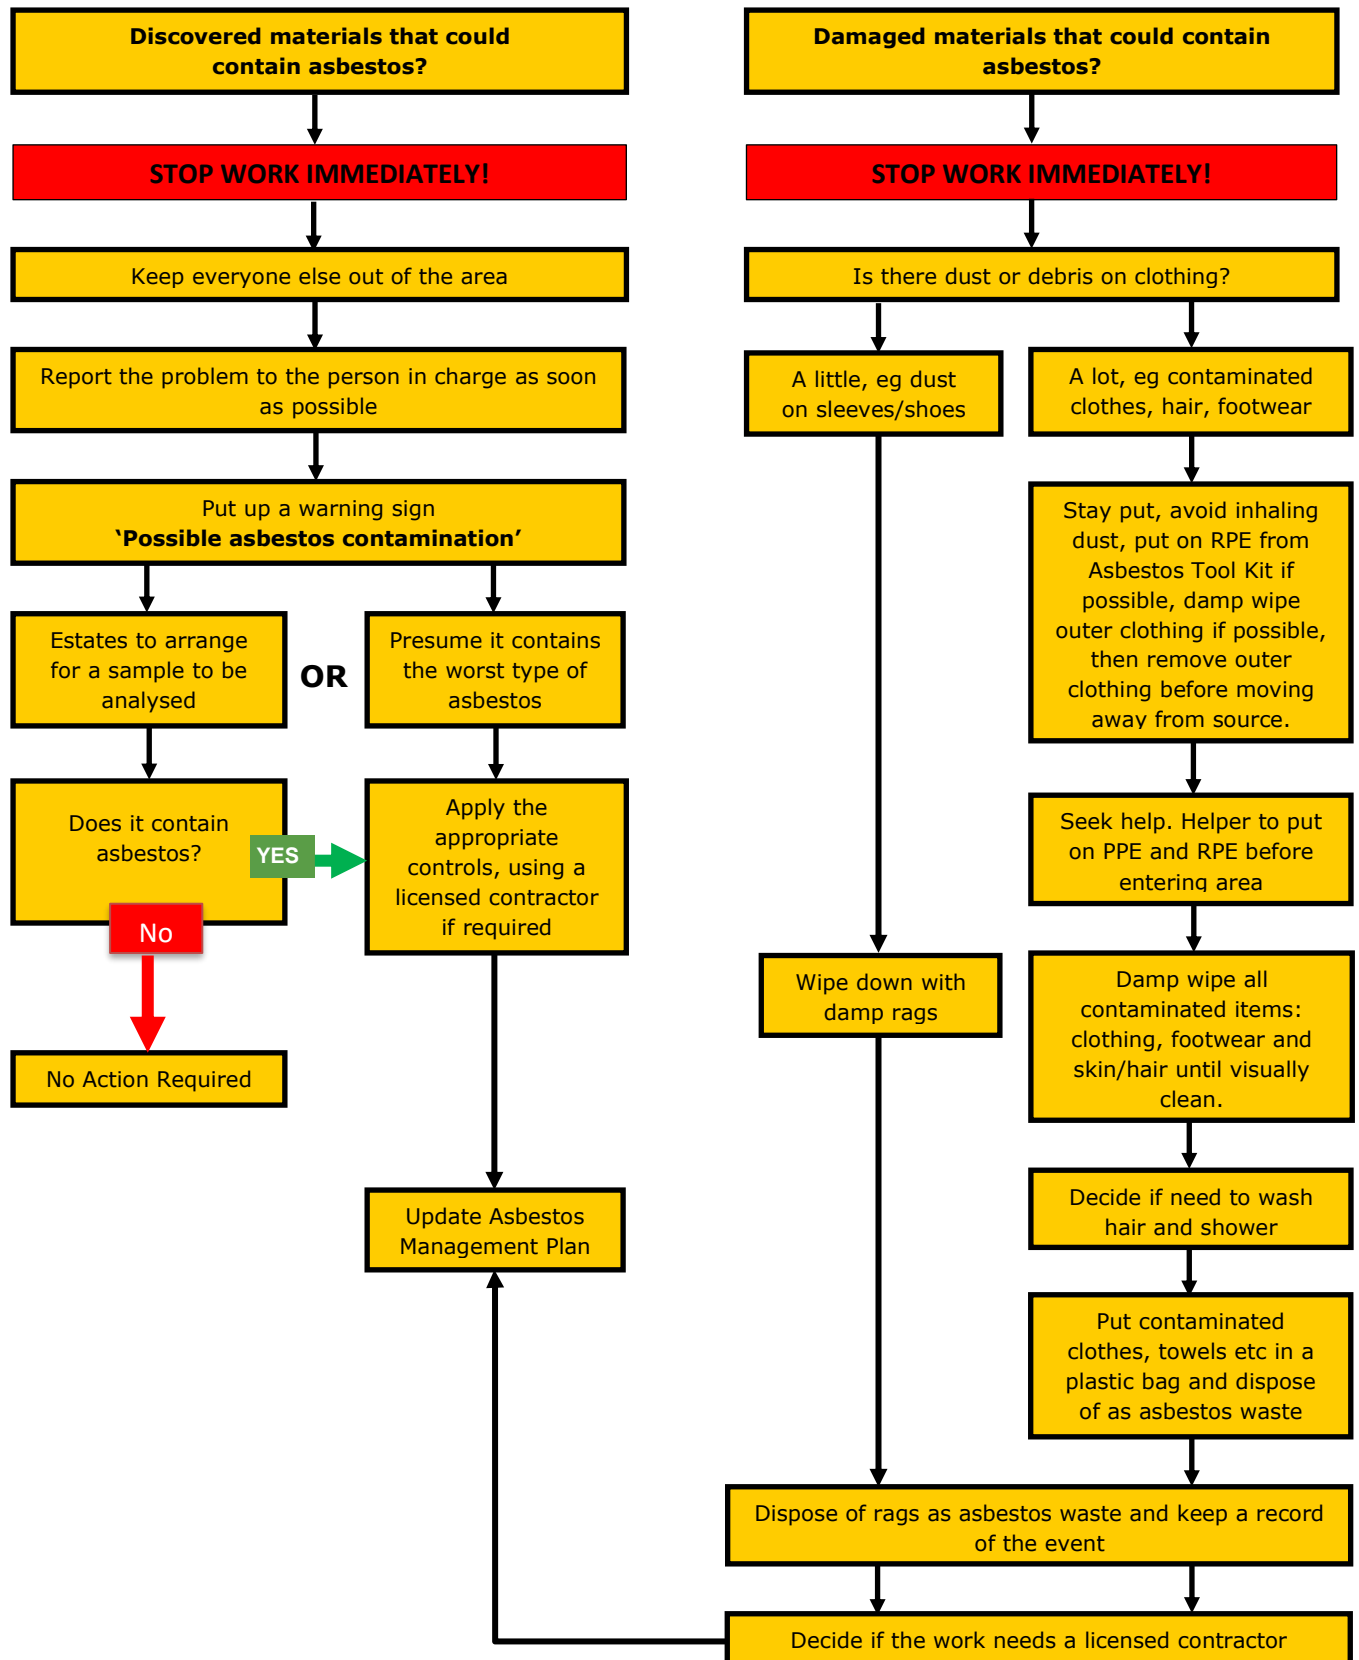 Discovered materials that could
contain asbestos?
STOP WORK IMMEDIATELY!
Keep everyone else out of the area
Report the problem to the person in charge as soon
as possible
Put up a warning sign
‘Possible asbestos contamination’
Estates to arrange
for a sample to be
analysed
OR
Presume it contains
the worst type of
asbestos
Does it contain
asbestos?
YES
Apply the
appropriate
controls, using a
licensed contractor
if required
No
No Action Required
Update Asbestos
Management Plan
Damaged materials that could contain
asbestos?
STOP WORK IMMEDIATELY!
Is there dust or debris on clothing?
A little, eg dust
on sleeves/shoes
Wipe down with
damp rags
A lot, eg contaminated
clothes, hair, footwear
Stay put, avoid inhaling
dust, put on RPE from
Asbestos Tool Kit if
possible, damp wipe
outer clothing if possible,
then remove outer
clothing before moving
away from source.
Seek help. Helper to put
on PPE and RPE before
entering area
Damp wipe all
contaminated items:
clothing, footwear and
skin/hair until visually
clean.
Decide if need to wash
hair and shower
Put contaminated
clothes, towels etc in a
plastic bag and dispose
of as asbestos waste
Dispose of rags as asbestos waste and keep a record
of the event
Decide if the work needs a licensed contractor